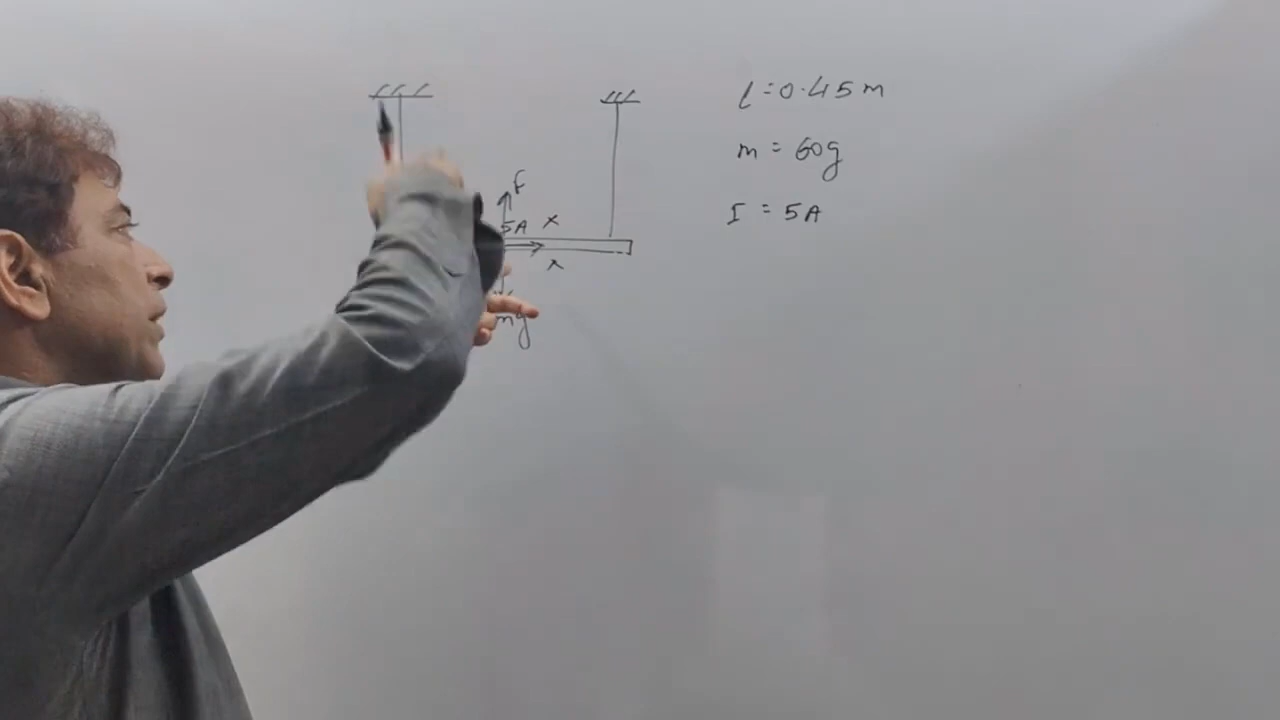 l = 0.45 m
m = 60g
I = 5A
F
5A x
x
mg